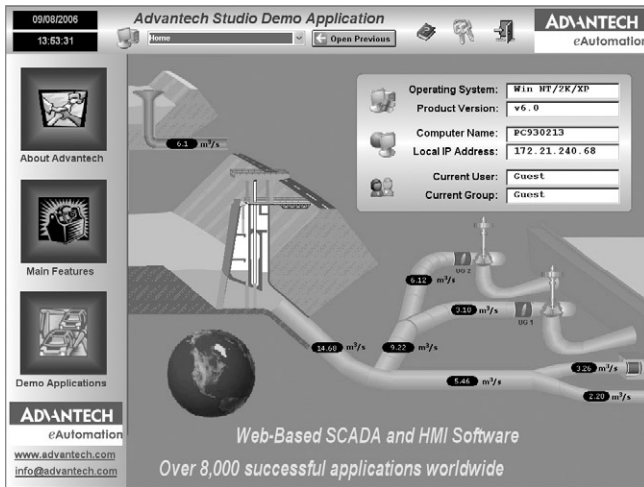 09/08/2006
13:53:31
Advantech Studio Demo Application
Home
Open Previous
ADVANTECH
eAutomation
About Advantech
Main Features
Demo Applications
ADVANTECH
eAutomation
www.advantech.com
info@advantech.com
Operating System: Win NT/2K/XP
Product Version: v6.0
Computer Name: PC930213
Local IP Address: 172.21.240.68
Current User: Guest
Current Group: Guest
6.1 m³/s
UG 2
6.12 m³/s
3.10 m³/s
UG 1
14.68 m³/s
9.22 m³/s
3.26 m³/s
5.46 m³/s
2.20 m³/s
Web-Based SCADA and HMI Software
Over 8,000 successful applications worldwide